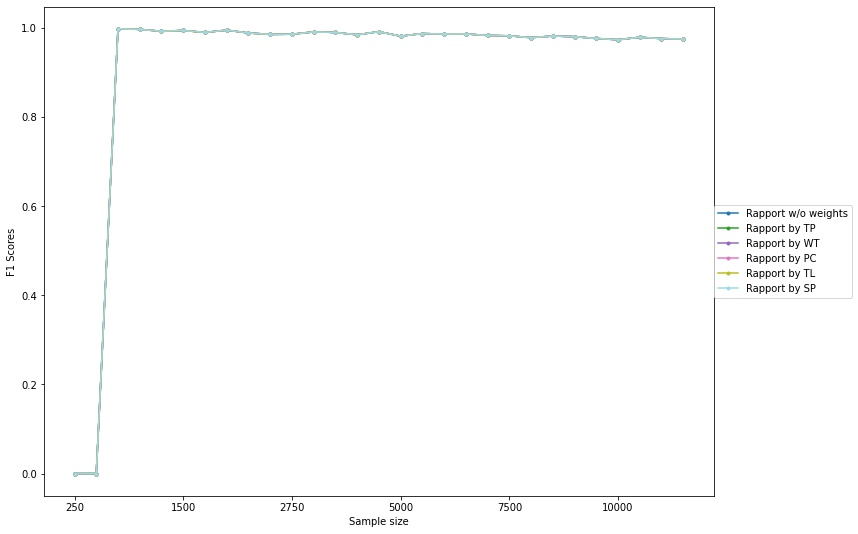 1.0
0.8
0.6
0.4
0.2
0.0
F1 Scores
250 1500 2750 5000 7500 10000
Sample size
Rapport w/o weights
Rapport by TP
Rapport by WT
Rapport by PC
Rapport by TL
Rapport by SP